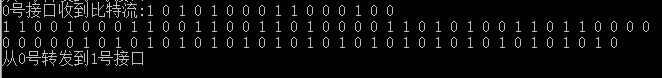 0号接口收到比特流:1 0 1 0 1 0 0 0 1 1 0 0 0 1 0 0
1 1 0 0 1 0 0 0 1 1 0 0 1 1 0 0 1 1 0 1 0 0 0 0 1 1 0 1 0 1 0 0 1 1 0 1 1 0 0 0 0
0 0 0 0 0 1 0 1 0 1 0 1 0 1 0 1 0 1 0 1 0 1 0 1 0 1 0 1 0 1 0 1 0 1 0 1 0 1 0
从0号转发到1号接口